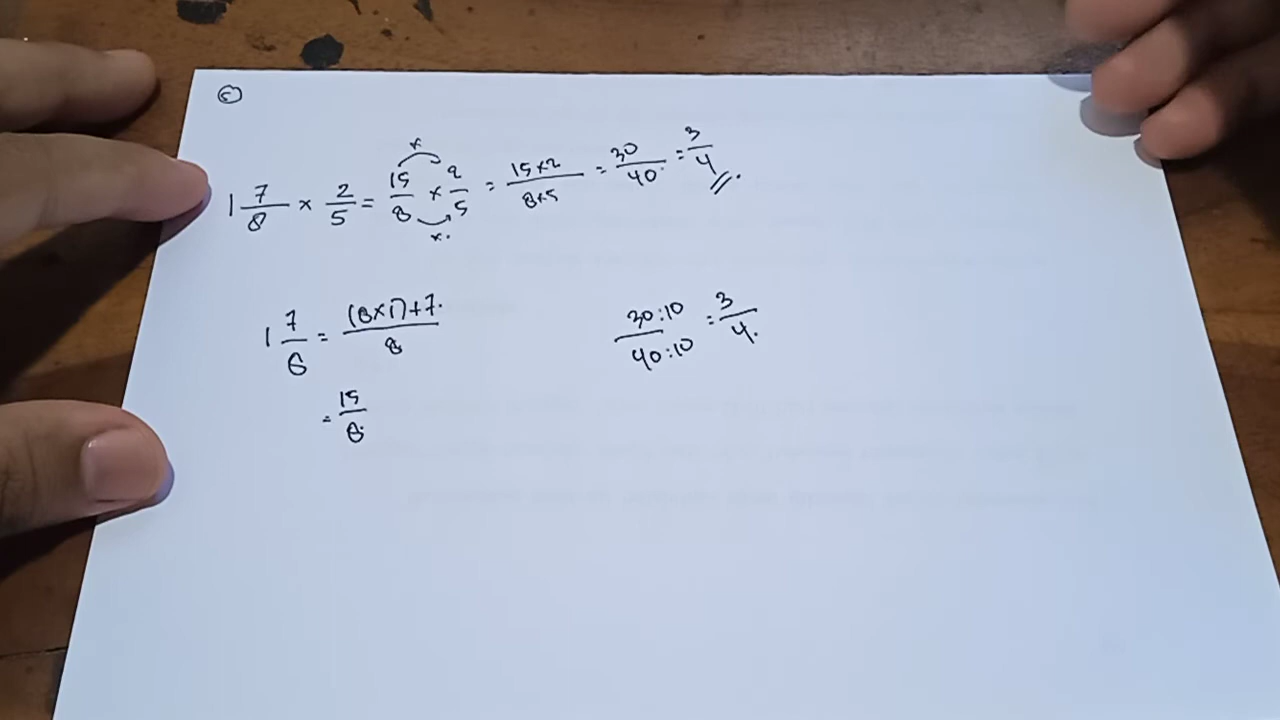 5
1 7/8 × 2/5 = 15/8 × 2/5 = 15×2/8×5 = 30/40 = 3/4
× ×
1 7/8 = (8×1)+7/8
= 15/8
30:10/40:10 = 3/4